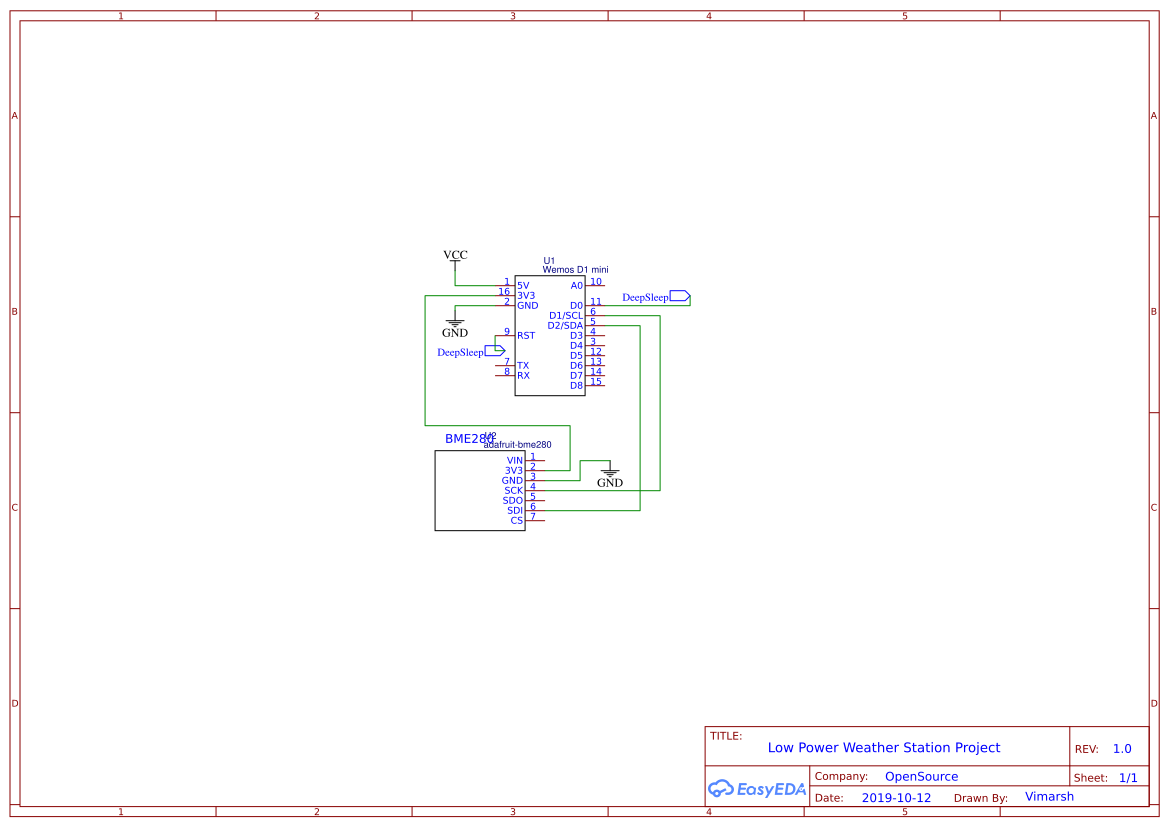 1 2 3 4 5
A A
B B
C C
D D
VCC
U1
Wemos D1 mini
1 5V A0 10
16 3V3
2 GND D0 11
DeepSleep
D1/SCL 6
GND
D2/SDA 5
9 RST D3 4
D4 3
DeepSleep
D5 12
7 TX D6 13
8 RX D7 14
D8 15
BME280
U2
adafruit-bme280
VIN 1
3V3 2
GND 3
GND
SCK 4
SDO 5
SDI 6
CS 7
TITLE:
Low Power Weather Station Project
REV: 1.0
EasyEDA
Company: OpenSource
Sheet: 1/1
Date: 2019-10-12 Drawn By: Vimarsh
1 2 3 4 5